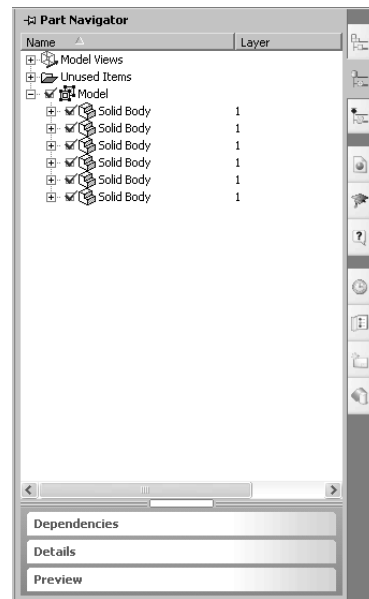 Part Navigator
Name Layer
Model Views
Unused Items
Model
Solid Body 1
Solid Body 1
Solid Body 1
Solid Body 1
Solid Body 1
Solid Body 1
Dependencies
Details
Preview